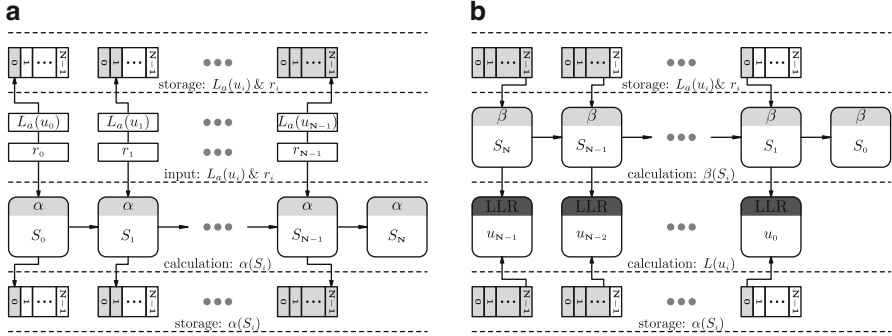 a
0 1 ⋯ N−1 0 1 ⋯ N−1 ••• 0 1 ⋯ N−1
storage: L_a(u_i) & r_i
L_a(u_0) L_a(u_1) ••• L_a(u_{N−1})
r_0 r_1 ••• r_{N−1}
input: L_a(u_i) & r_i
α α α α
S_0 S_1 ••• S_{N−1} S_N
calculation: α(S_i)
0 1 ⋯ N−1 0 1 ⋯ N−1 ••• 0 1 ⋯ N−1
storage: α(S_i)
b
0 1 ⋯ N−1 0 1 ⋯ N−1 ••• 0 1 ⋯ N−1
storage: L_a(u_i) & r_i
β β β β
S_N S_{N−1} ••• S_1 S_0
calculation: β(S_i)
LLR LLR LLR
u_{N−1} u_{N−2} ••• u_0
calculation: L(u_i)
0 1 ⋯ N−1 0 1 ⋯ N−1 ••• 0 1 ⋯ N−1
storage: α(S_i)